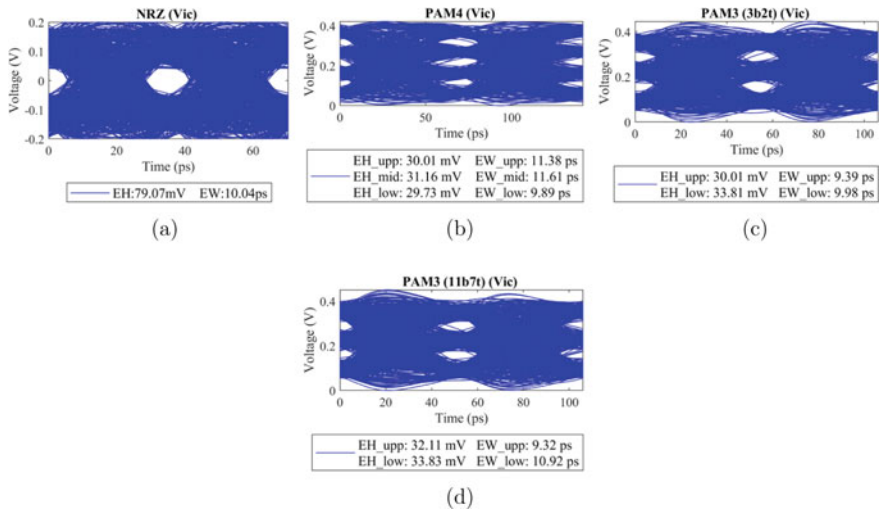 NRZ (Vic)
0.2
0.1
0
-0.1
-0.2
Voltage (V)
0 20 40 60
Time (ps)
EH:79.07mV EW:10.04ps
(a)
PAM4 (Vic)
0.4
0.2
0
Voltage (V)
0 50 100
Time (ps)
EH_upp: 30.01 mV EW_upp: 11.38 ps
EH_mid: 31.16 mV EW_mid: 11.61 ps
EH_low: 29.73 mV EW_low: 9.89 ps
(b)
PAM3 (3b2t) (Vic)
0.4
0.2
0
Voltage (V)
0 20 40 60 80 100
Time (ps)
EH_upp: 30.01 mV EW_upp: 9.39 ps
EH_low: 33.81 mV EW_low: 9.98 ps
(c)
PAM3 (11b7t) (Vic)
0.4
0.2
0
Voltage (V)
0 20 40 60 80 100
Time (ps)
EH_upp: 32.11 mV EW_upp: 9.32 ps
EH_low: 33.83 mV EW_low: 10.92 ps
(d)